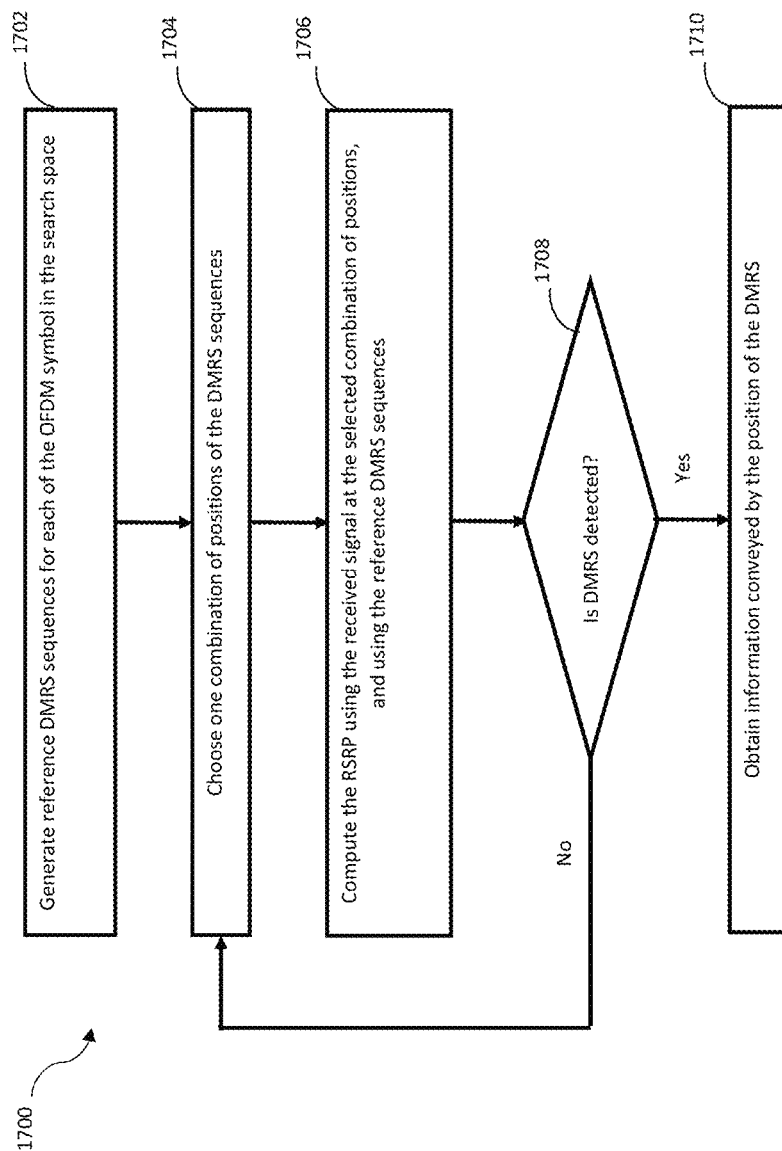 1700
1702
Generate reference DMRS sequences for each of the OFDM symbol in the search space
1704
Choose one combination of positions of the DMRS sequences
1706
Compute the RSRP using the received signal at the selected combination of positions,
and using the reference DMRS sequences
1708
Is DMRS detected?
No
Yes
1710
Obtain information conveyed by the position of the DMRS